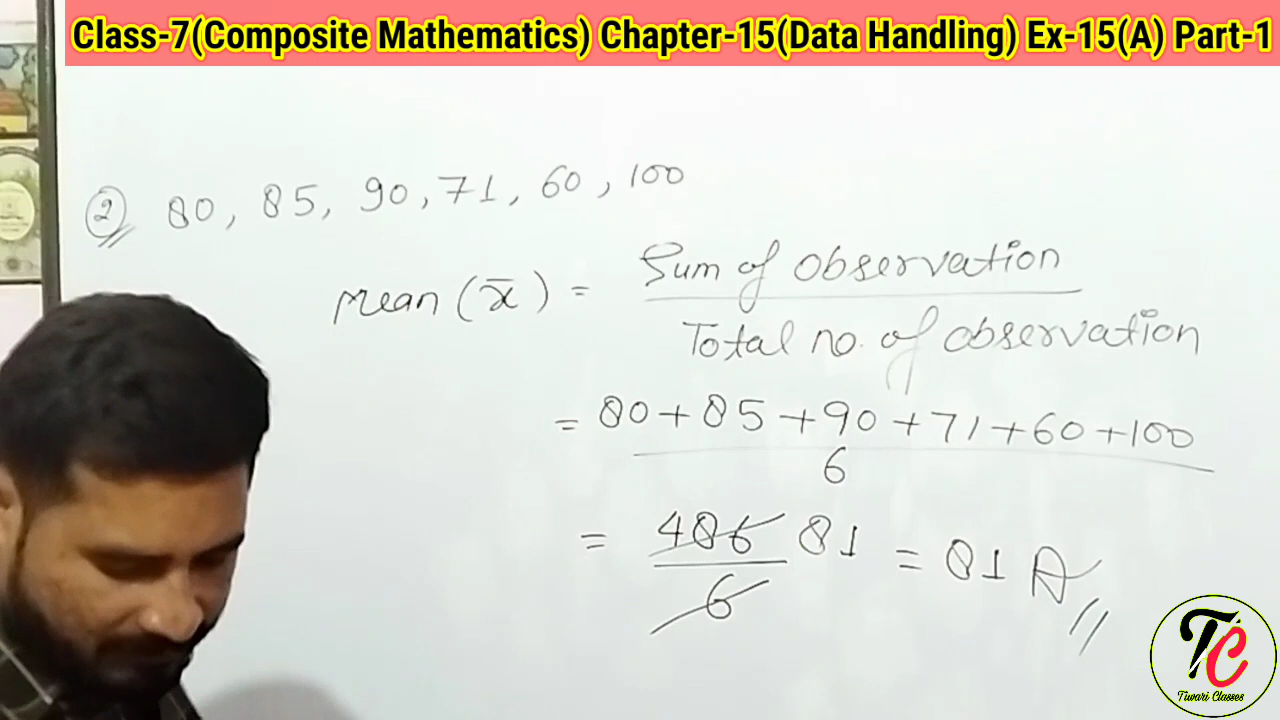 Class-7(Composite Mathematics) Chapter-15(Data Handling) Ex-15(A) Part-1
② 80, 85, 90, 71, 60, 100
Mean (x̄) = Sum of observation
Total no. of observation
= 80+85+90+71+60+100
6
= 486 81 = 81 A
6
TC
Tiwari Classes